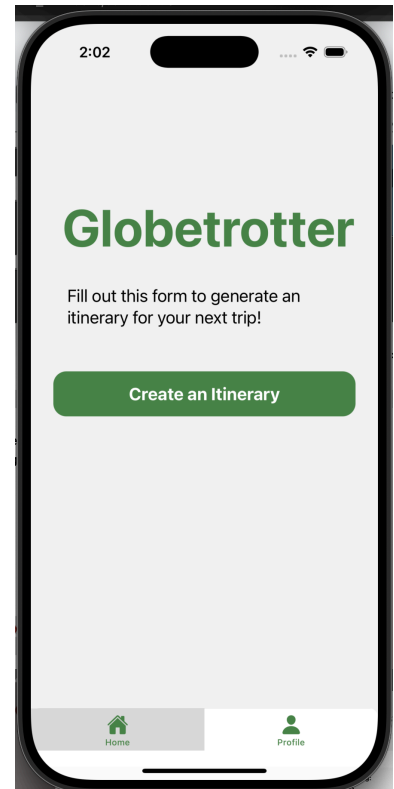 2:02
Globetrotter
Fill out this form to generate an
itinerary for your next trip!
Create an Itinerary
Home
Profile